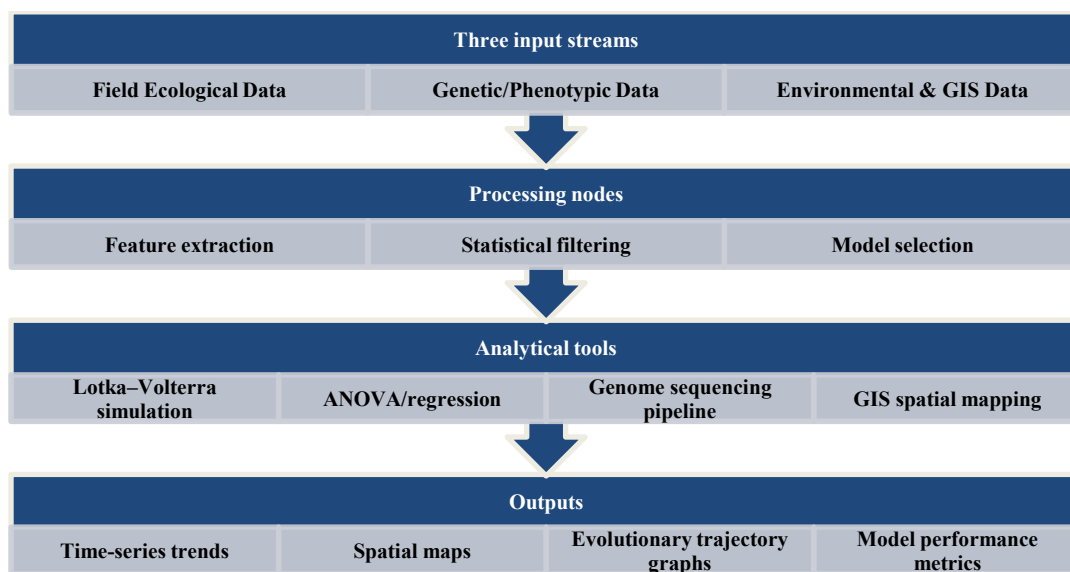 Three input streams
Field Ecological Data
Genetic/Phenotypic Data
Environmental & GIS Data
Processing nodes
Feature extraction
Statistical filtering
Model selection
Analytical tools
Lotka–Volterra
simulation
ANOVA/regression
Genome sequencing
pipeline
GIS spatial mapping
Outputs
Time-series trends
Spatial maps
Evolutionary trajectory
graphs
Model performance
metrics